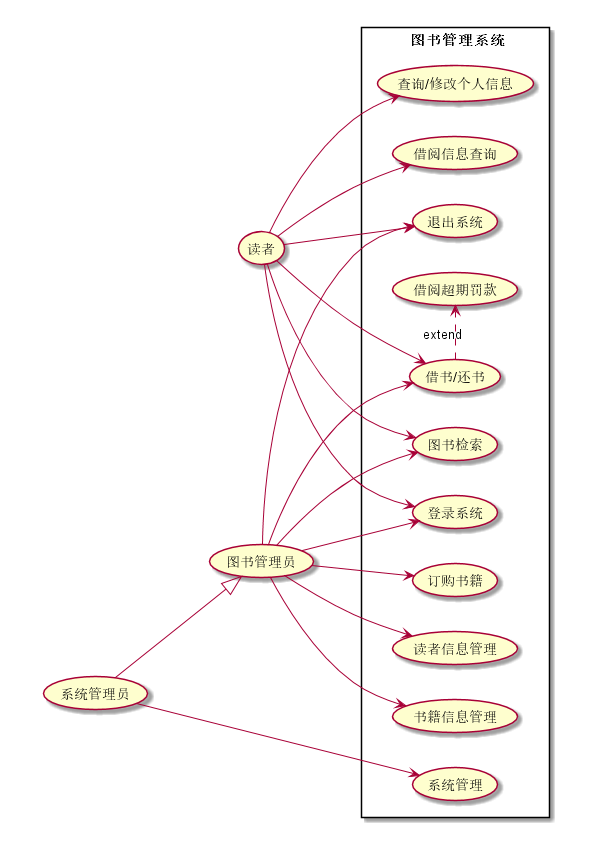 图书管理系统
查询/修改个人信息
借阅信息查询
退出系统
读者
借阅超期罚款
extend
借书/还书
图书检索
登录系统
图书管理员
订购书籍
读者信息管理
系统管理员
书籍信息管理
系统管理